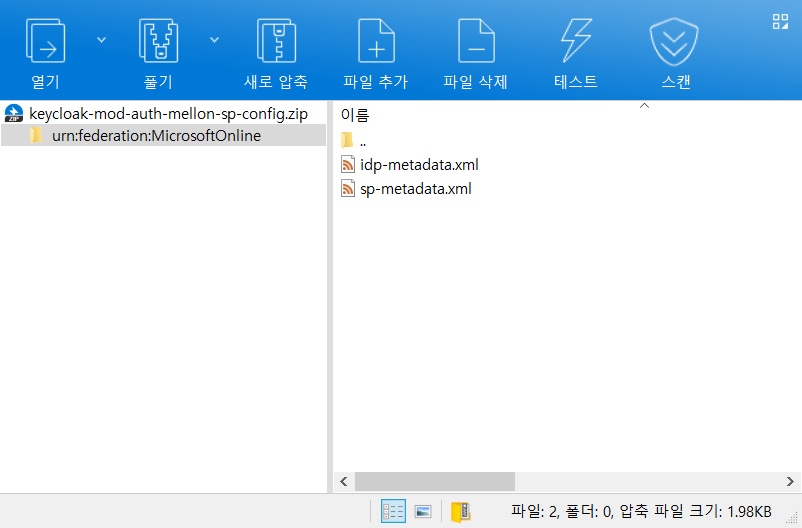 열기
풀기
새로 압축
파일 추가
파일 삭제
테스트
스캔
ZIP
keycloak-mod-auth-mellon-sp-config.zip
urn:federation:MicrosoftOnline
이름
..
idp-metadata.xml
sp-metadata.xml
파일: 2, 폴더: 0, 압축 파일 크기: 1.98KB